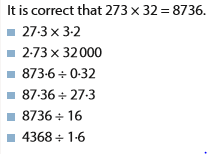 It is correct that 273 × 32 = 8736.
27·3 × 3·2
2·73 × 32 000
873·6 ÷ 0·32
87·36 ÷ 27·3
8736 ÷ 16
4368 ÷ 1·6